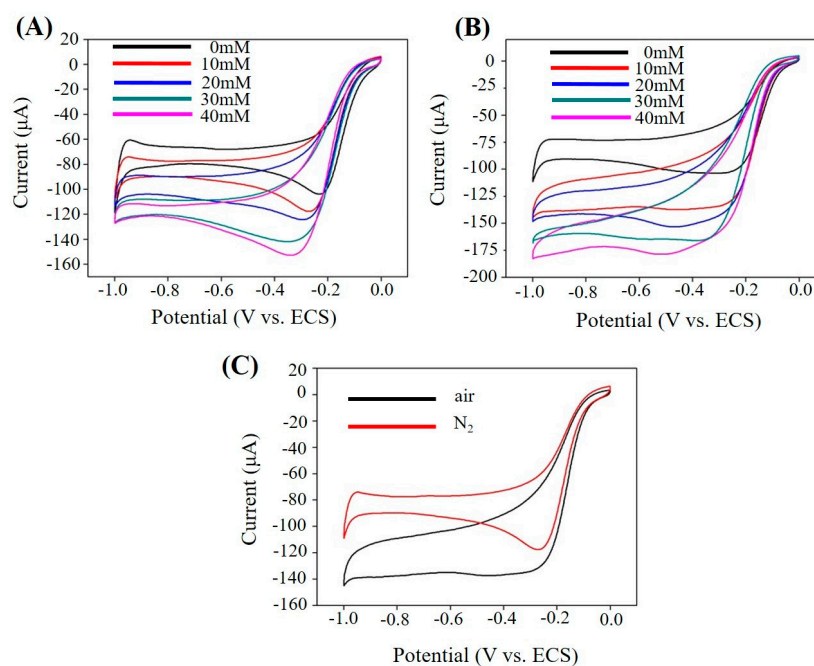 (A)
20
0
-20
-40
-60
-80
-100
-120
-140
-160
Current (µA)
0mM
10mM
20mM
30mM
40mM
-1.0 -0.8 -0.6 -0.4 -0.2 0.0
Potential (V vs. ECS)
(B)
0
-25
-50
-75
-100
-125
-150
-175
-200
Current (µA)
0mM
10mM
20mM
30mM
40mM
-1.0 -0.8 -0.6 -0.4 -0.2 0.0
Potential (V vs. ECS)
(C)
20
0
-20
-40
-60
-80
-100
-120
-140
-160
Current (µA)
air
N₂
-1.0 -0.8 -0.6 -0.4 -0.2 0.0
Potential (V vs. ECS)